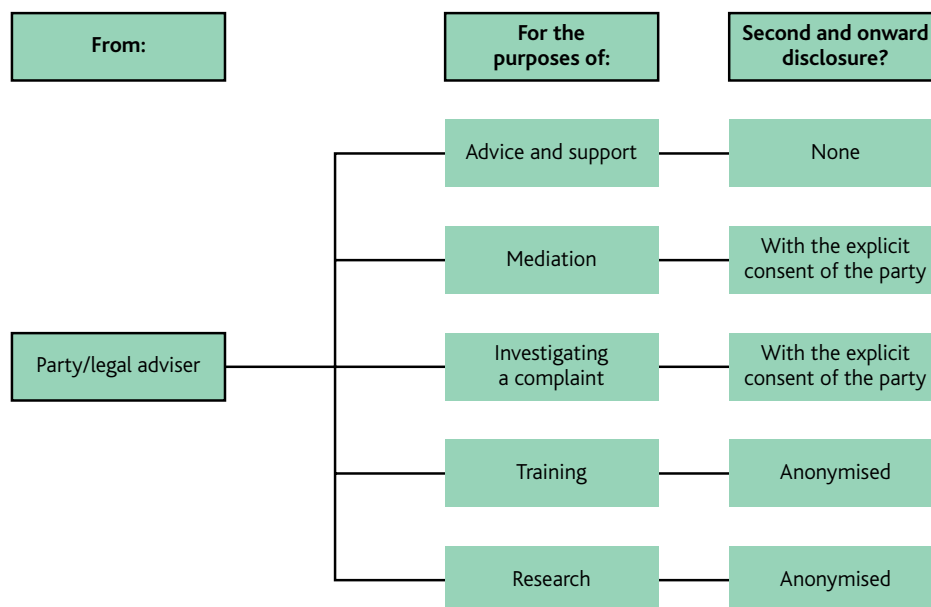 From:
For the
purposes of:
Second and onward
disclosure?
Advice and support
None
Mediation
With the explicit
consent of the party
Party/legal adviser
Investigating
a complaint
With the explicit
consent of the party
Training
Anonymised
Research
Anonymised